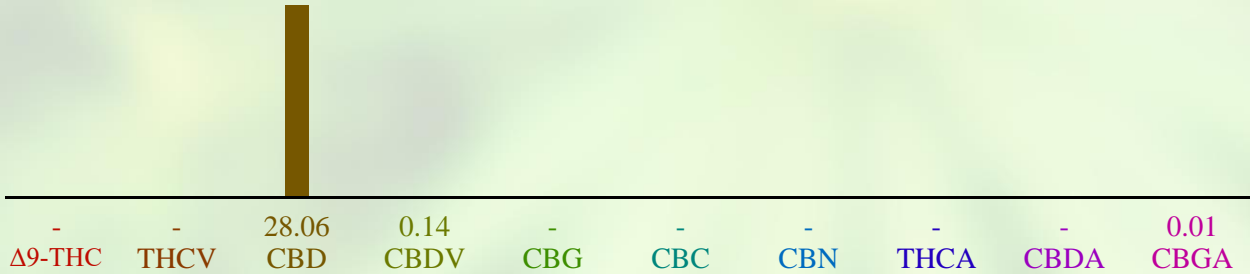 - - 28.06 0.14 - - - - - 0.01
Δ9-THC THCV CBD CBDV CBG CBC CBN THCA CBDA CBGA